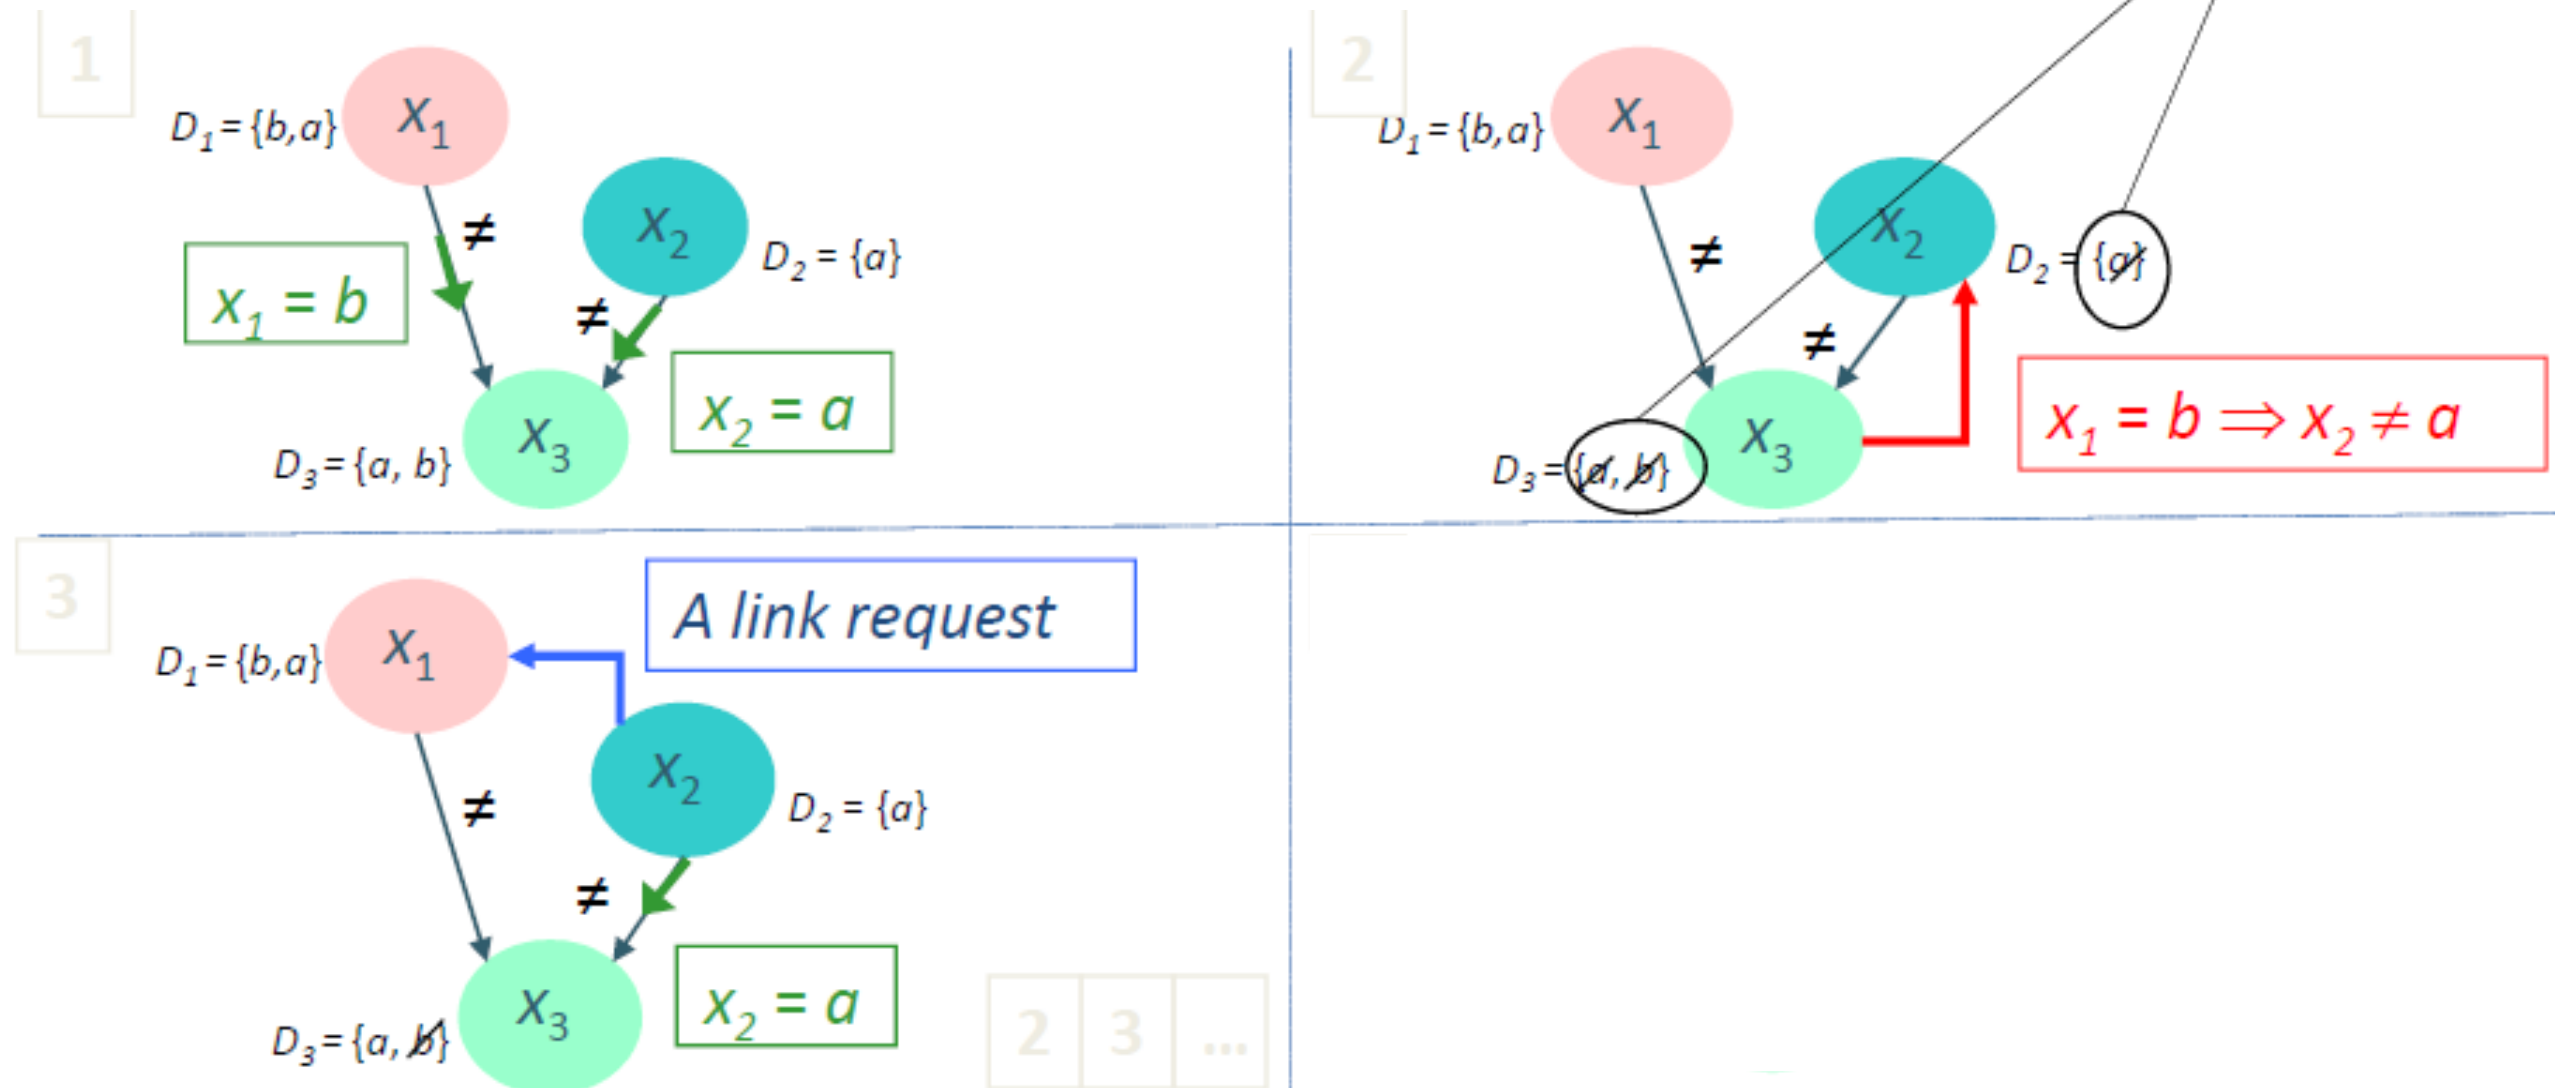 1
x₁
D₁ = {b,a}
≠
x₂
D₂ = {a}
x₁ = b
≠
x₂ = a
x₃
D₃ = {a, b}
2
x₁
D₁ = {b,a}
≠
x₂
D₂ = {a}
≠
x₁ = b ⇒ x₂ ≠ a
x₃
D₃ = {a, b}
3
A link request
x₁
D₁ = {b,a}
x₂
≠
D₂ = {a}
≠
x₂ = a
x₃
D₃ = {a, b}
2 3 ...